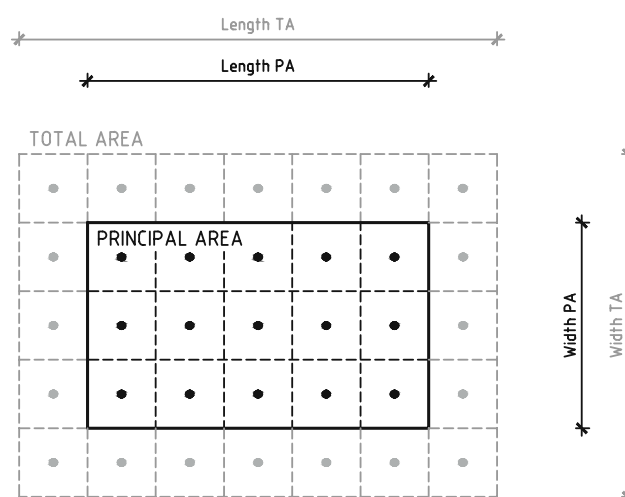 Length TA
Length PA
TOTAL AREA
PRINCIPAL AREA
Width PA
Width TA